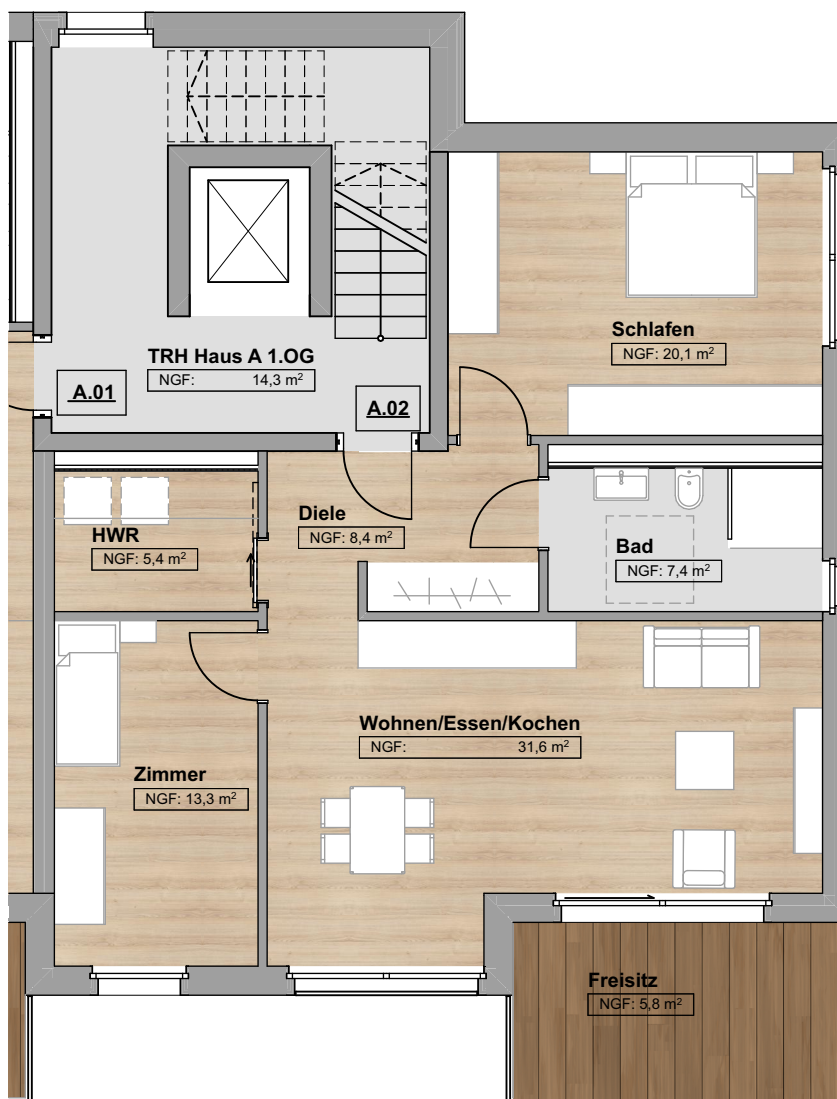 Schlafen
NGF: 20,1 m²
TRH Haus A 1.OG
NGF: 14,3 m²
A.01
A.02
Diele
NGF: 8,4 m²
HWR
NGF: 5,4 m²
Bad
NGF: 7,4 m²
Wohnen/Essen/Kochen
NGF: 31,6 m²
Zimmer
NGF: 13,3 m²
Freisitz
NGF: 5,8 m²